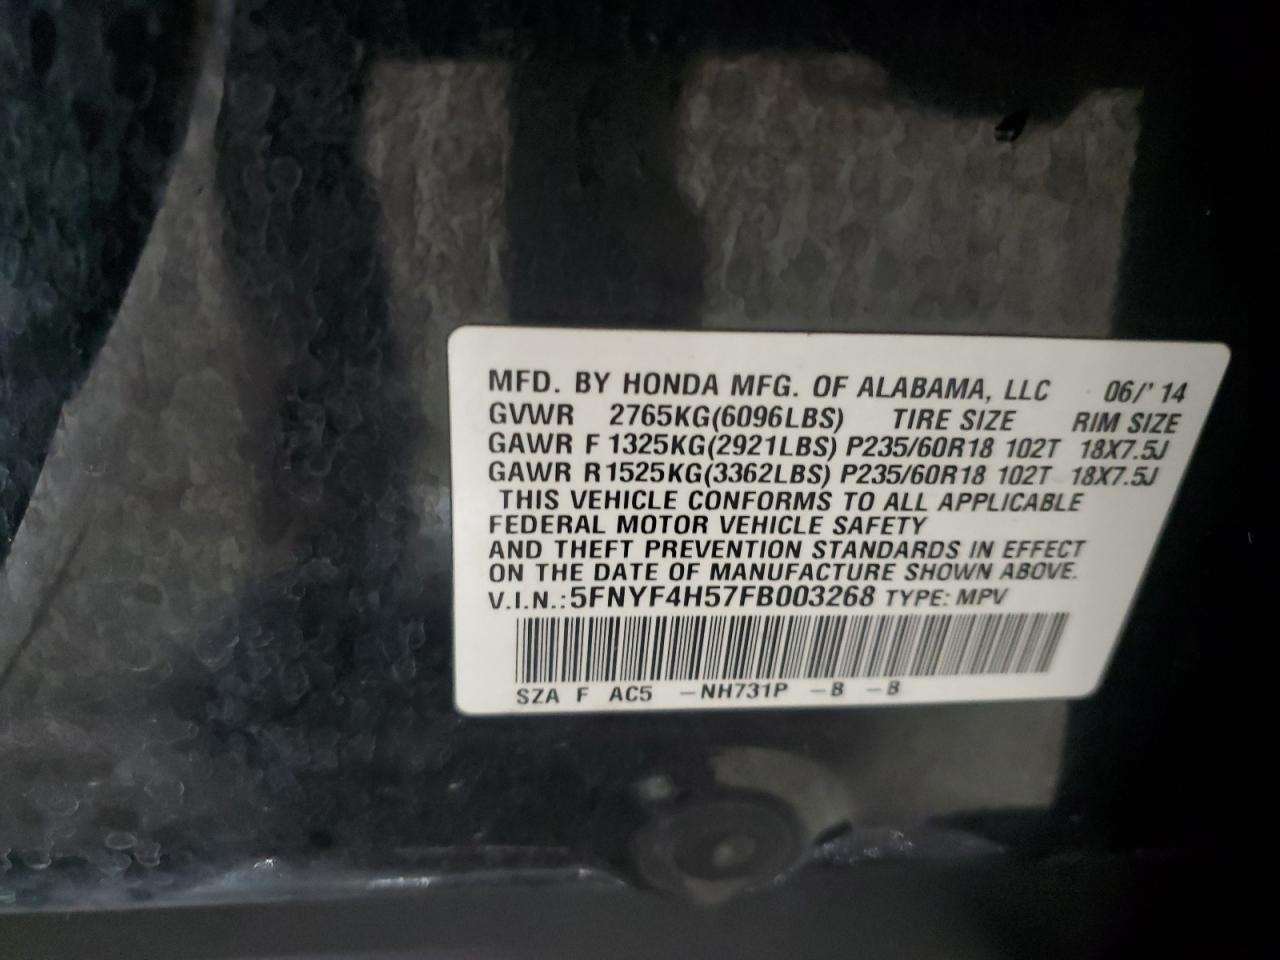 MFD. BY HONDA MFG. OF ALABAMA, LLC 06/' 14
GVWR 2765KG(6096LBS) TIRE SIZE RIM SIZE
GAWR F 1325KG(2921LBS) P235/60R18 102T 18X7.5J
GAWR R1525KG(3362LBS) P235/60R18 102T 18X7.5J
THIS VEHICLE CONFORMS TO ALL APPLICABLE
FEDERAL MOTOR VEHICLE SAFETY
AND THEFT PREVENTION STANDARDS IN EFFECT
ON THE DATE OF MANUFACTURE SHOWN ABOVE.
V.I.N.:5FNYF4H57FB003268 TYPE: MPV
SZA F AC5 –NH731P –B –B